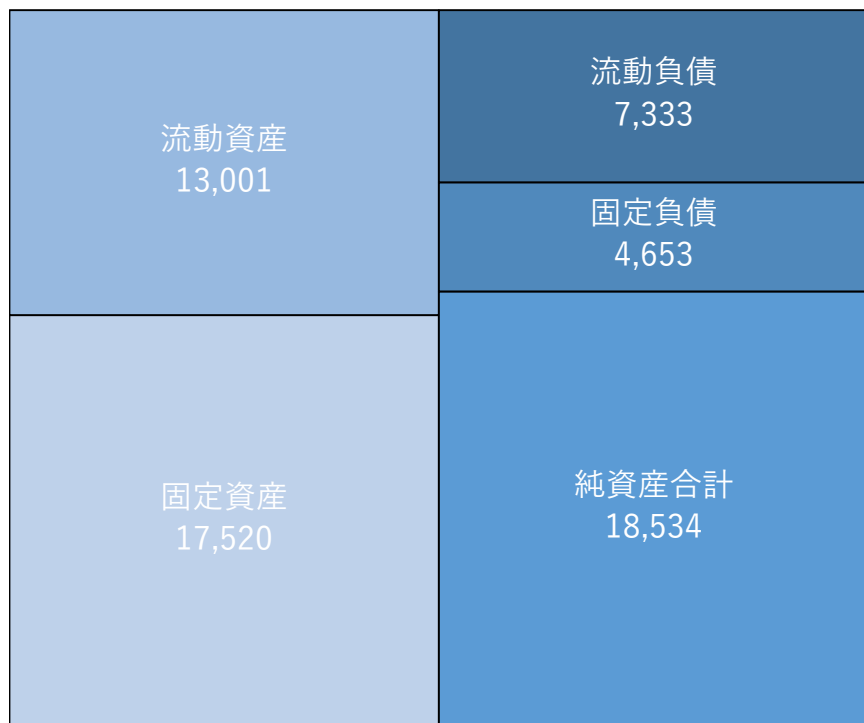 流動資産
13,001
固定資産
17,520
流動負債
7,333
固定負債
4,653
純資産合計
18,534